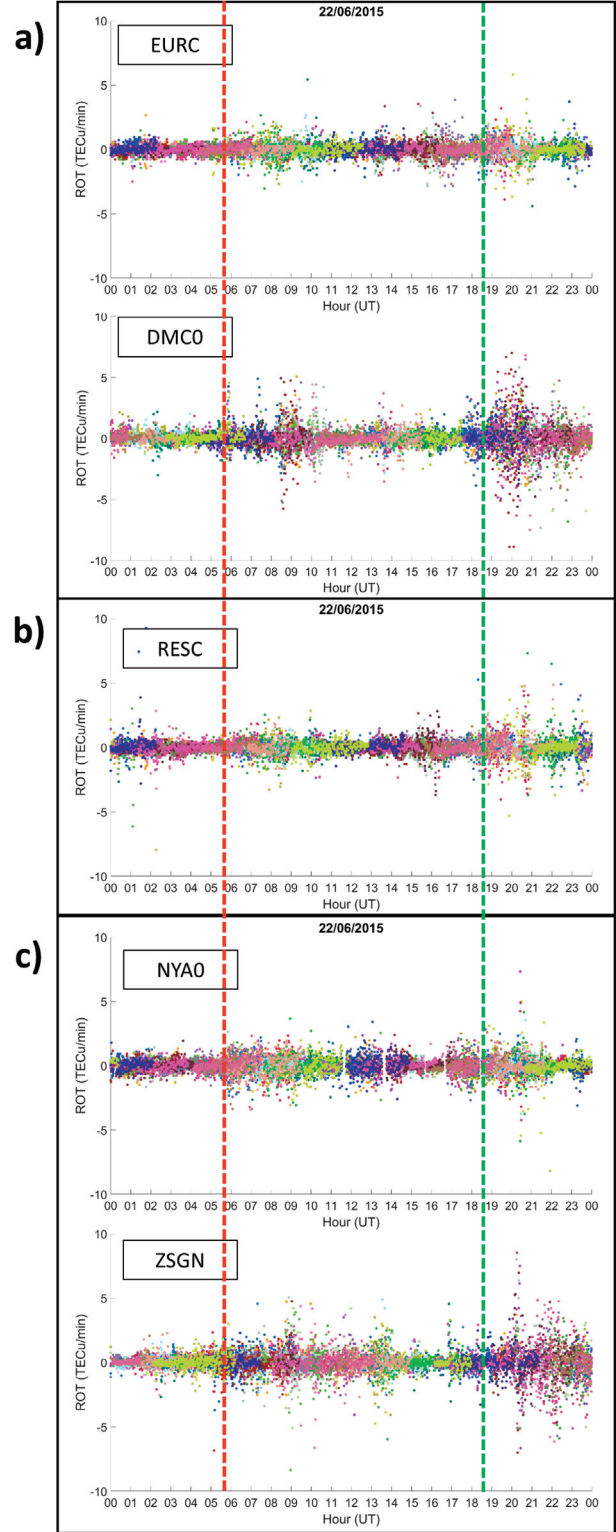 a)
22/06/2015
EURC
10
5
0
-5
-10
ROT (TECu/min)
00 01 02 03 04 05 06 07 08 09 10 11 12 13 14 15 16 17 18 19 20 21 22 23 00
Hour (UT)
DMC0
10
5
0
-5
-10
ROT (TECu/min)
00 01 02 03 04 05 06 07 08 09 10 11 12 13 14 15 16 17 18 19 20 21 22 23 00
Hour (UT)
b)
22/06/2015
RESC
10
5
0
-5
-10
ROT (TECu/min)
00 01 02 03 04 05 06 07 08 09 10 11 12 13 14 15 16 17 18 19 20 21 22 23 00
Hour (UT)
c)
22/06/2015
NYA0
10
5
0
-5
-10
ROT (TECu/min)
00 01 02 03 04 05 06 07 08 09 10 11 12 13 14 15 16 17 18 19 20 21 22 23 00
Hour (UT)
ZSGN
10
5
0
-5
-10
ROT (TECu/min)
00 01 02 03 04 05 06 07 08 09 10 11 12 13 14 15 16 17 18 19 20 21 22 23 00
Hour (UT)